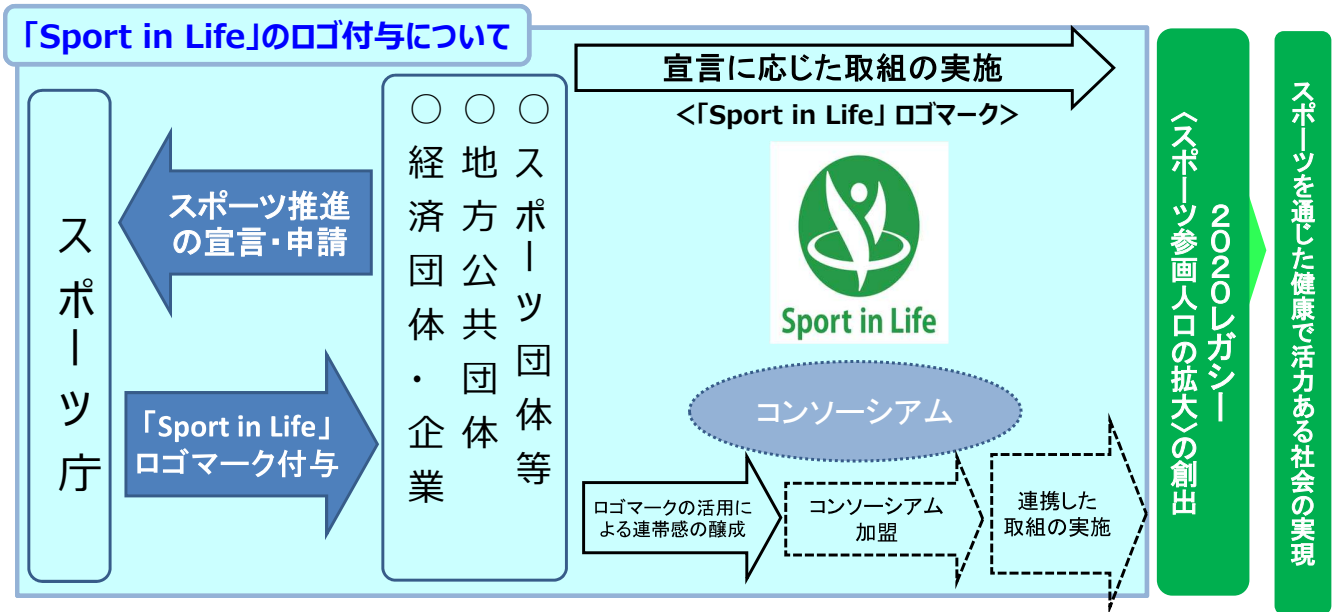 「Sport in Life」のロゴ付与について
スポーツ庁
スポーツ推進
の宣言・申請
「Sport in Life」
ロゴマーク付与
○スポーツ団体等
○地方公共団体
○経済団体・企業
宣言に応じた取組の実施
<「Sport in Life」 ロゴマーク>
Sport in Life
コンソーシアム
ロゴマークの活用に
よる連帯感の醸成
コンソーシアム
加盟
連携した
取組の実施
2020レガシー
〈スポーツ参画人口の拡大〉の創出
スポーツを通じた健康で活力ある社会の実現